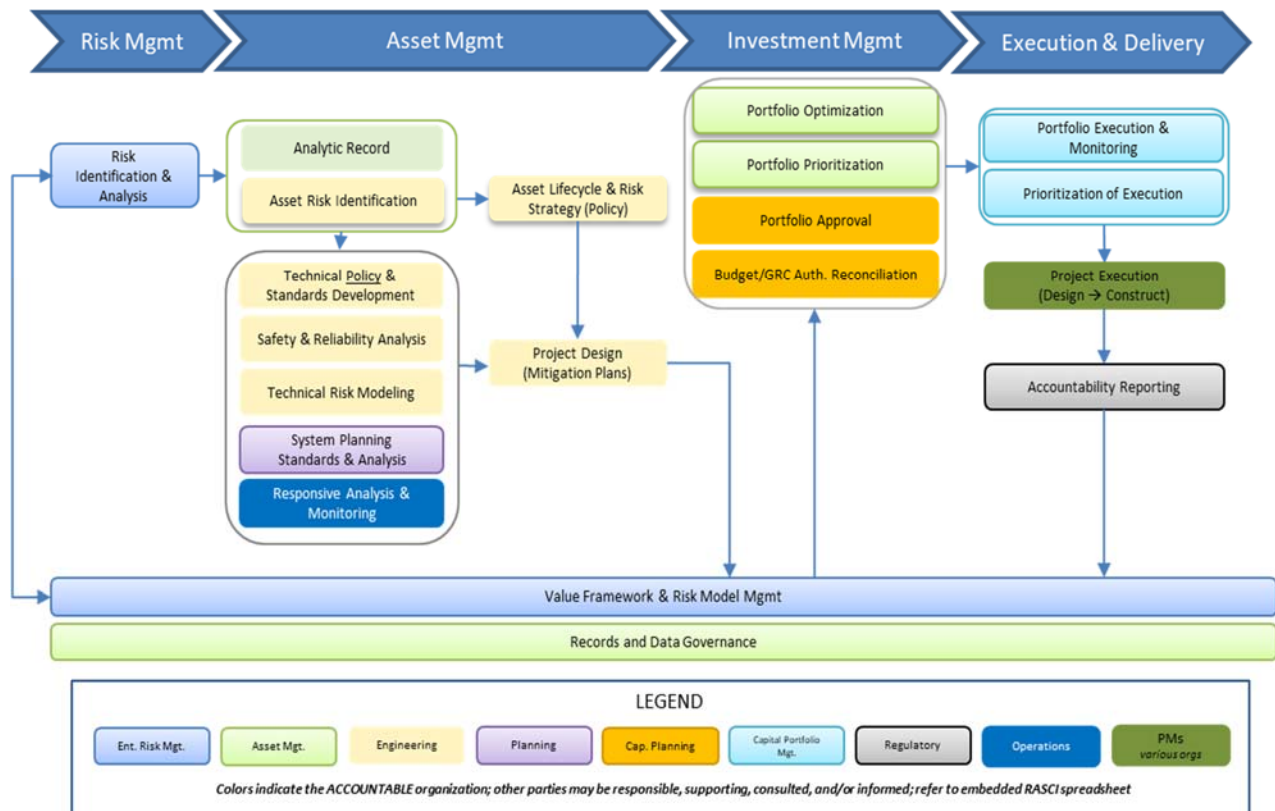 Risk Mgmt
Asset Mgmt
Investment Mgmt
Execution & Delivery
Risk
Identification &
Analysis
Analytic Record
Asset Risk Identification
Asset Lifecycle & Risk
Strategy (Policy)
Technical Policy &
Standards Development
Safety & Reliability Analysis
Technical Risk Modeling
System Planning
Standards & Analysis
Responsive Analysis &
Monitoring
Project Design
(Mitigation Plans)
Portfolio Optimization
Portfolio Prioritization
Portfolio Approval
Budget/GRC Auth. Reconciliation
Portfolio Execution &
Monitoring
Prioritization of Execution
Project Execution
(Design → Construct)
Accountability Reporting
Value Framework & Risk Model Mgmt
Records and Data Governance
LEGEND
Ent. Risk Mgt.
Asset Mgt.
Engineering
Planning
Cap. Planning
Capital Portfolio
Mgt.
Regulatory
Operations
PMs
various orgs
Colors indicate the ACCOUNTABLE organization; other parties may be responsible, supporting, consulted, and/or informed; refer to embedded RASCI spreadsheet